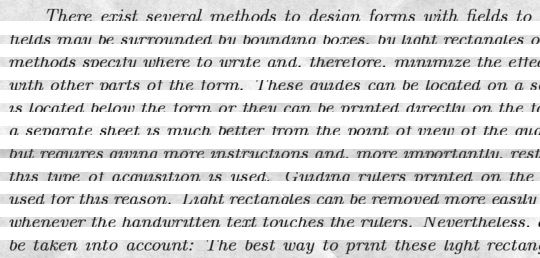 There exist several methods to design forms with fields to
fields may be surrounded by bounding boxes, by light rectangles o
methods specify where to write and, therefore, minimize the effe
with other parts of the form. These guides can be located on a s
is located below the form or they can be printed directly on the fo
a separate sheet is much better from the point of view of the qua
but requires giving more instructions and, more importantly, rest
this type of acquisition is used. Guiding rulers printed on the
used for this reason. Light rectangles can be removed more easily
whenever the handwritten text touches the rulers. Nevertheless,
be taken into account: The best way to print these light rectang